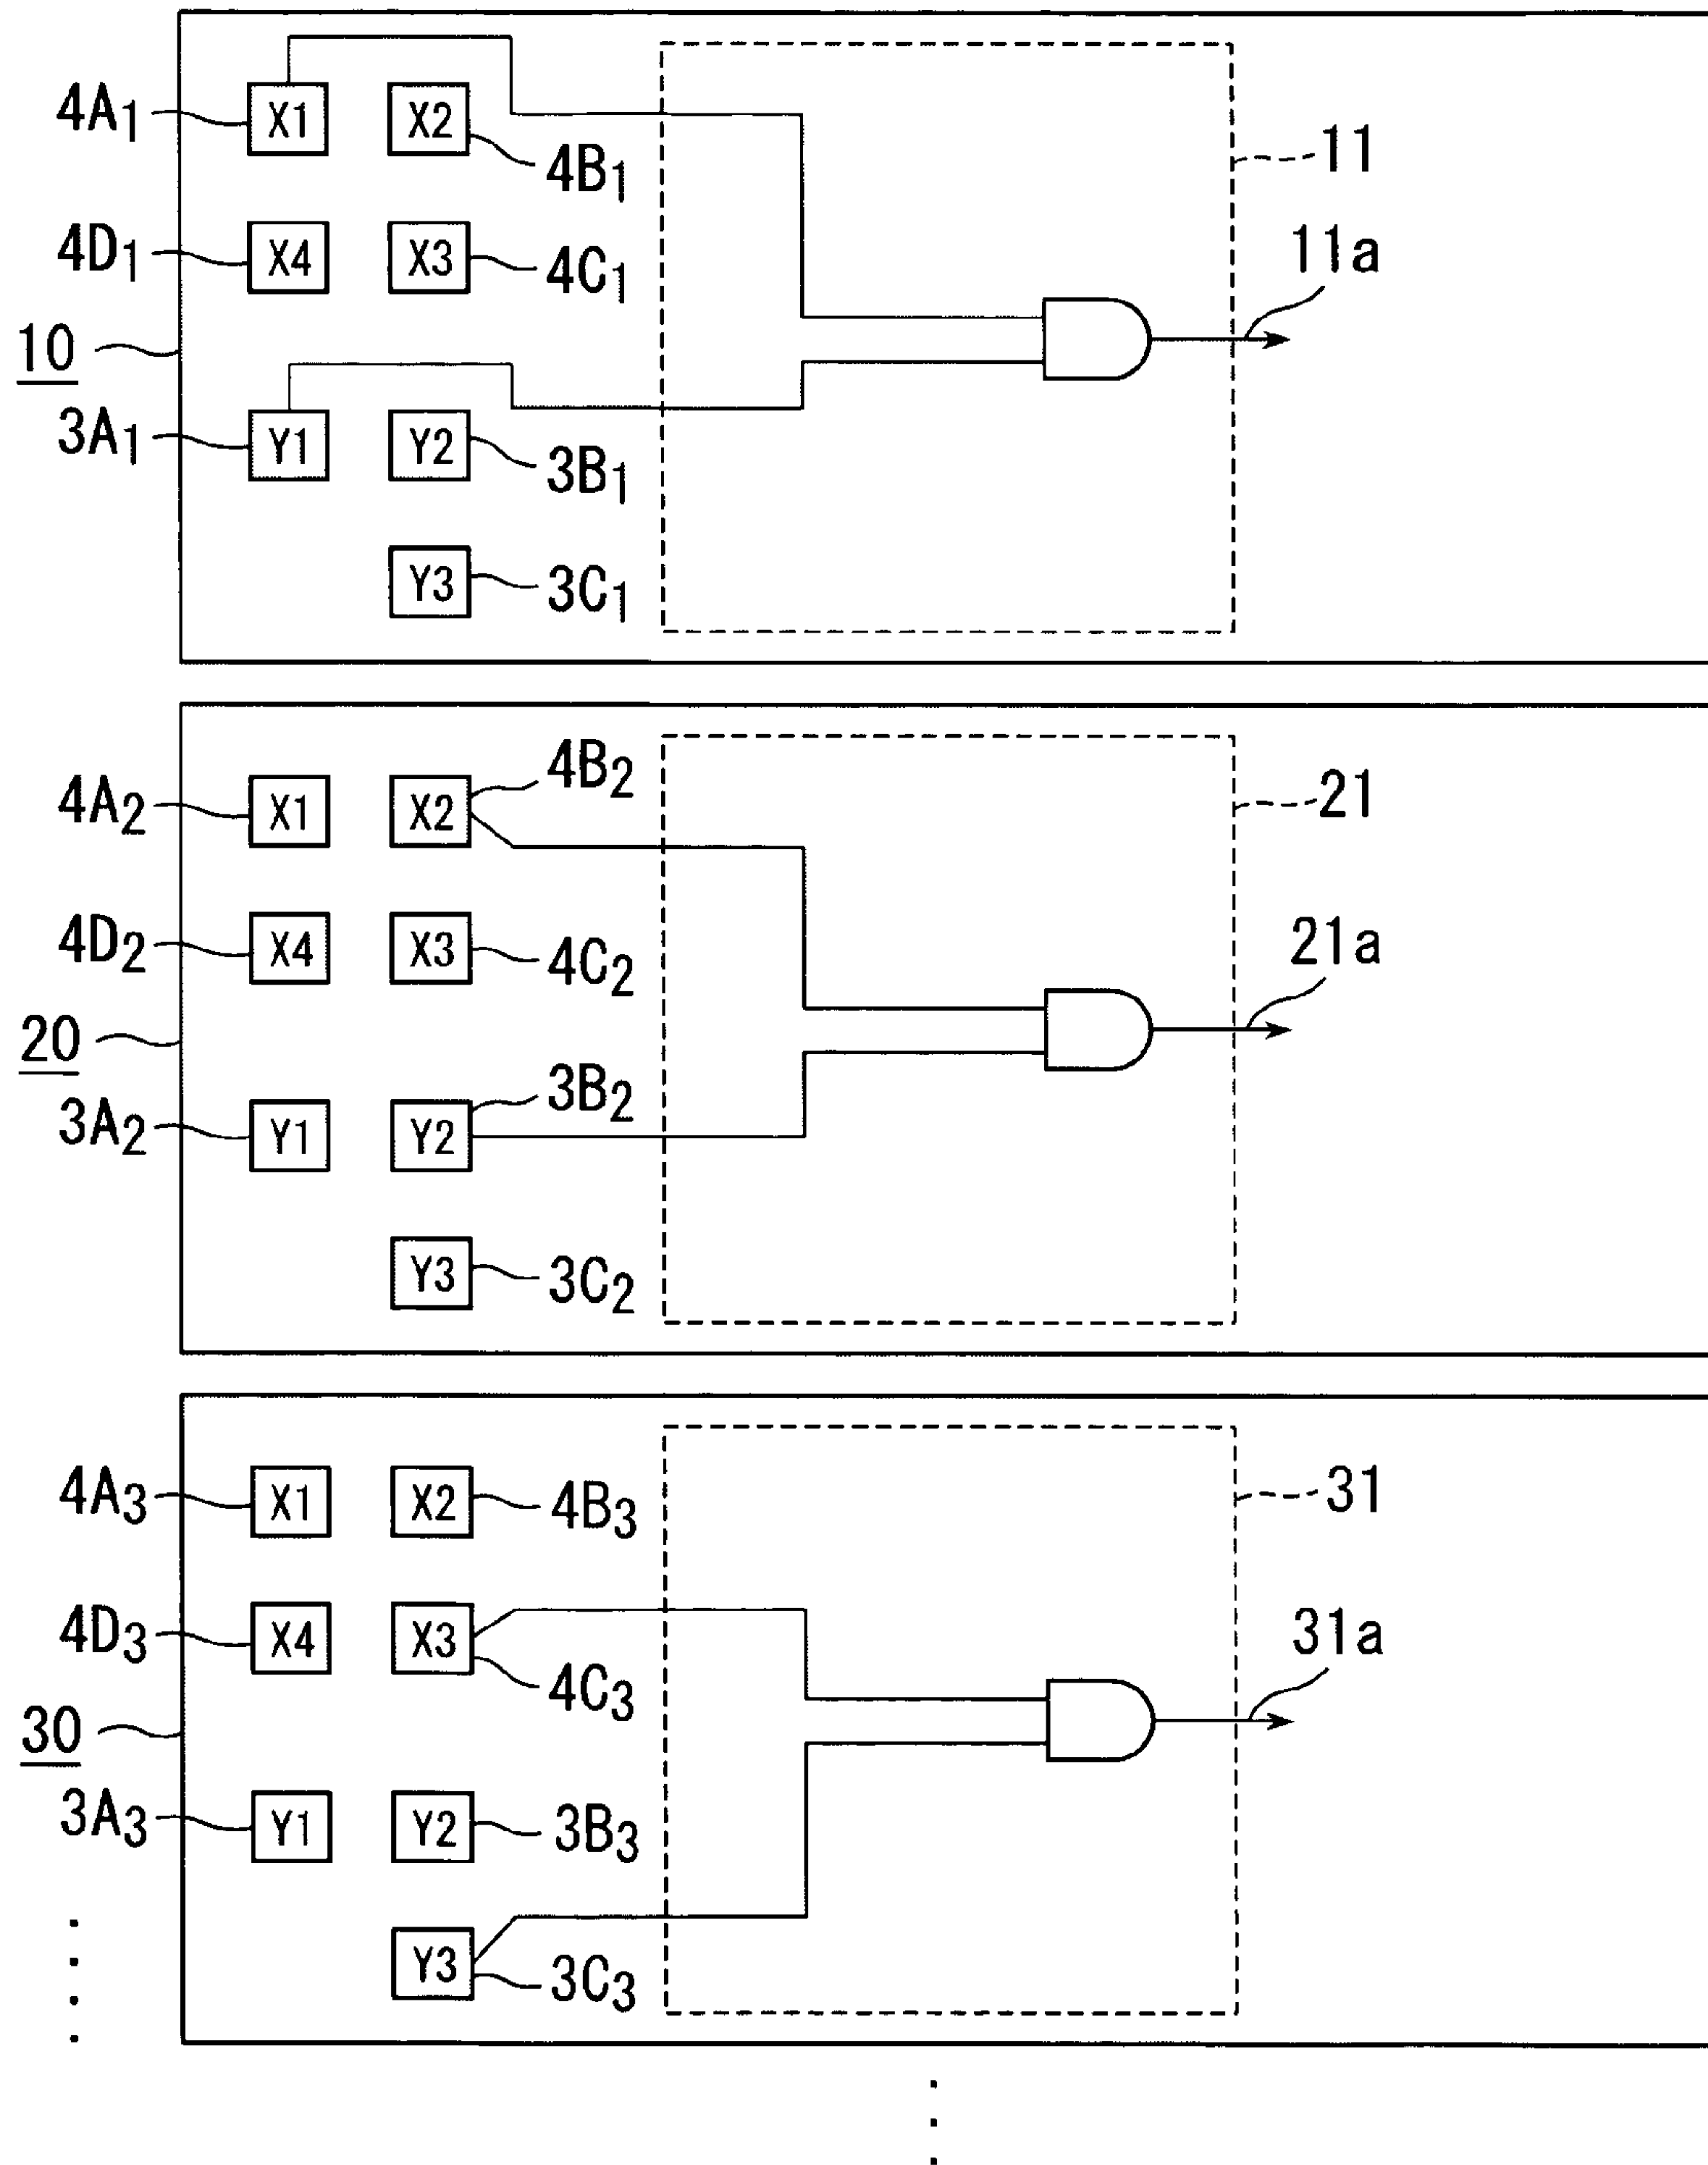 4A1 X1 X2
4B1 11
4D1 X4 X3 4C1 11a
10
3A1 Y1 Y2 3B1
Y3 3C1
4A2 X1 X2 4B2 21
4D2 X4 X3 4C2 21a
20
3A2 Y1 Y2 3B2
Y3 3C2
4A3 X1 X2 4B3 31
4D3 X4 X3 4C3 31a
30
3A3 Y1 Y2 3B3
Y3 3C3